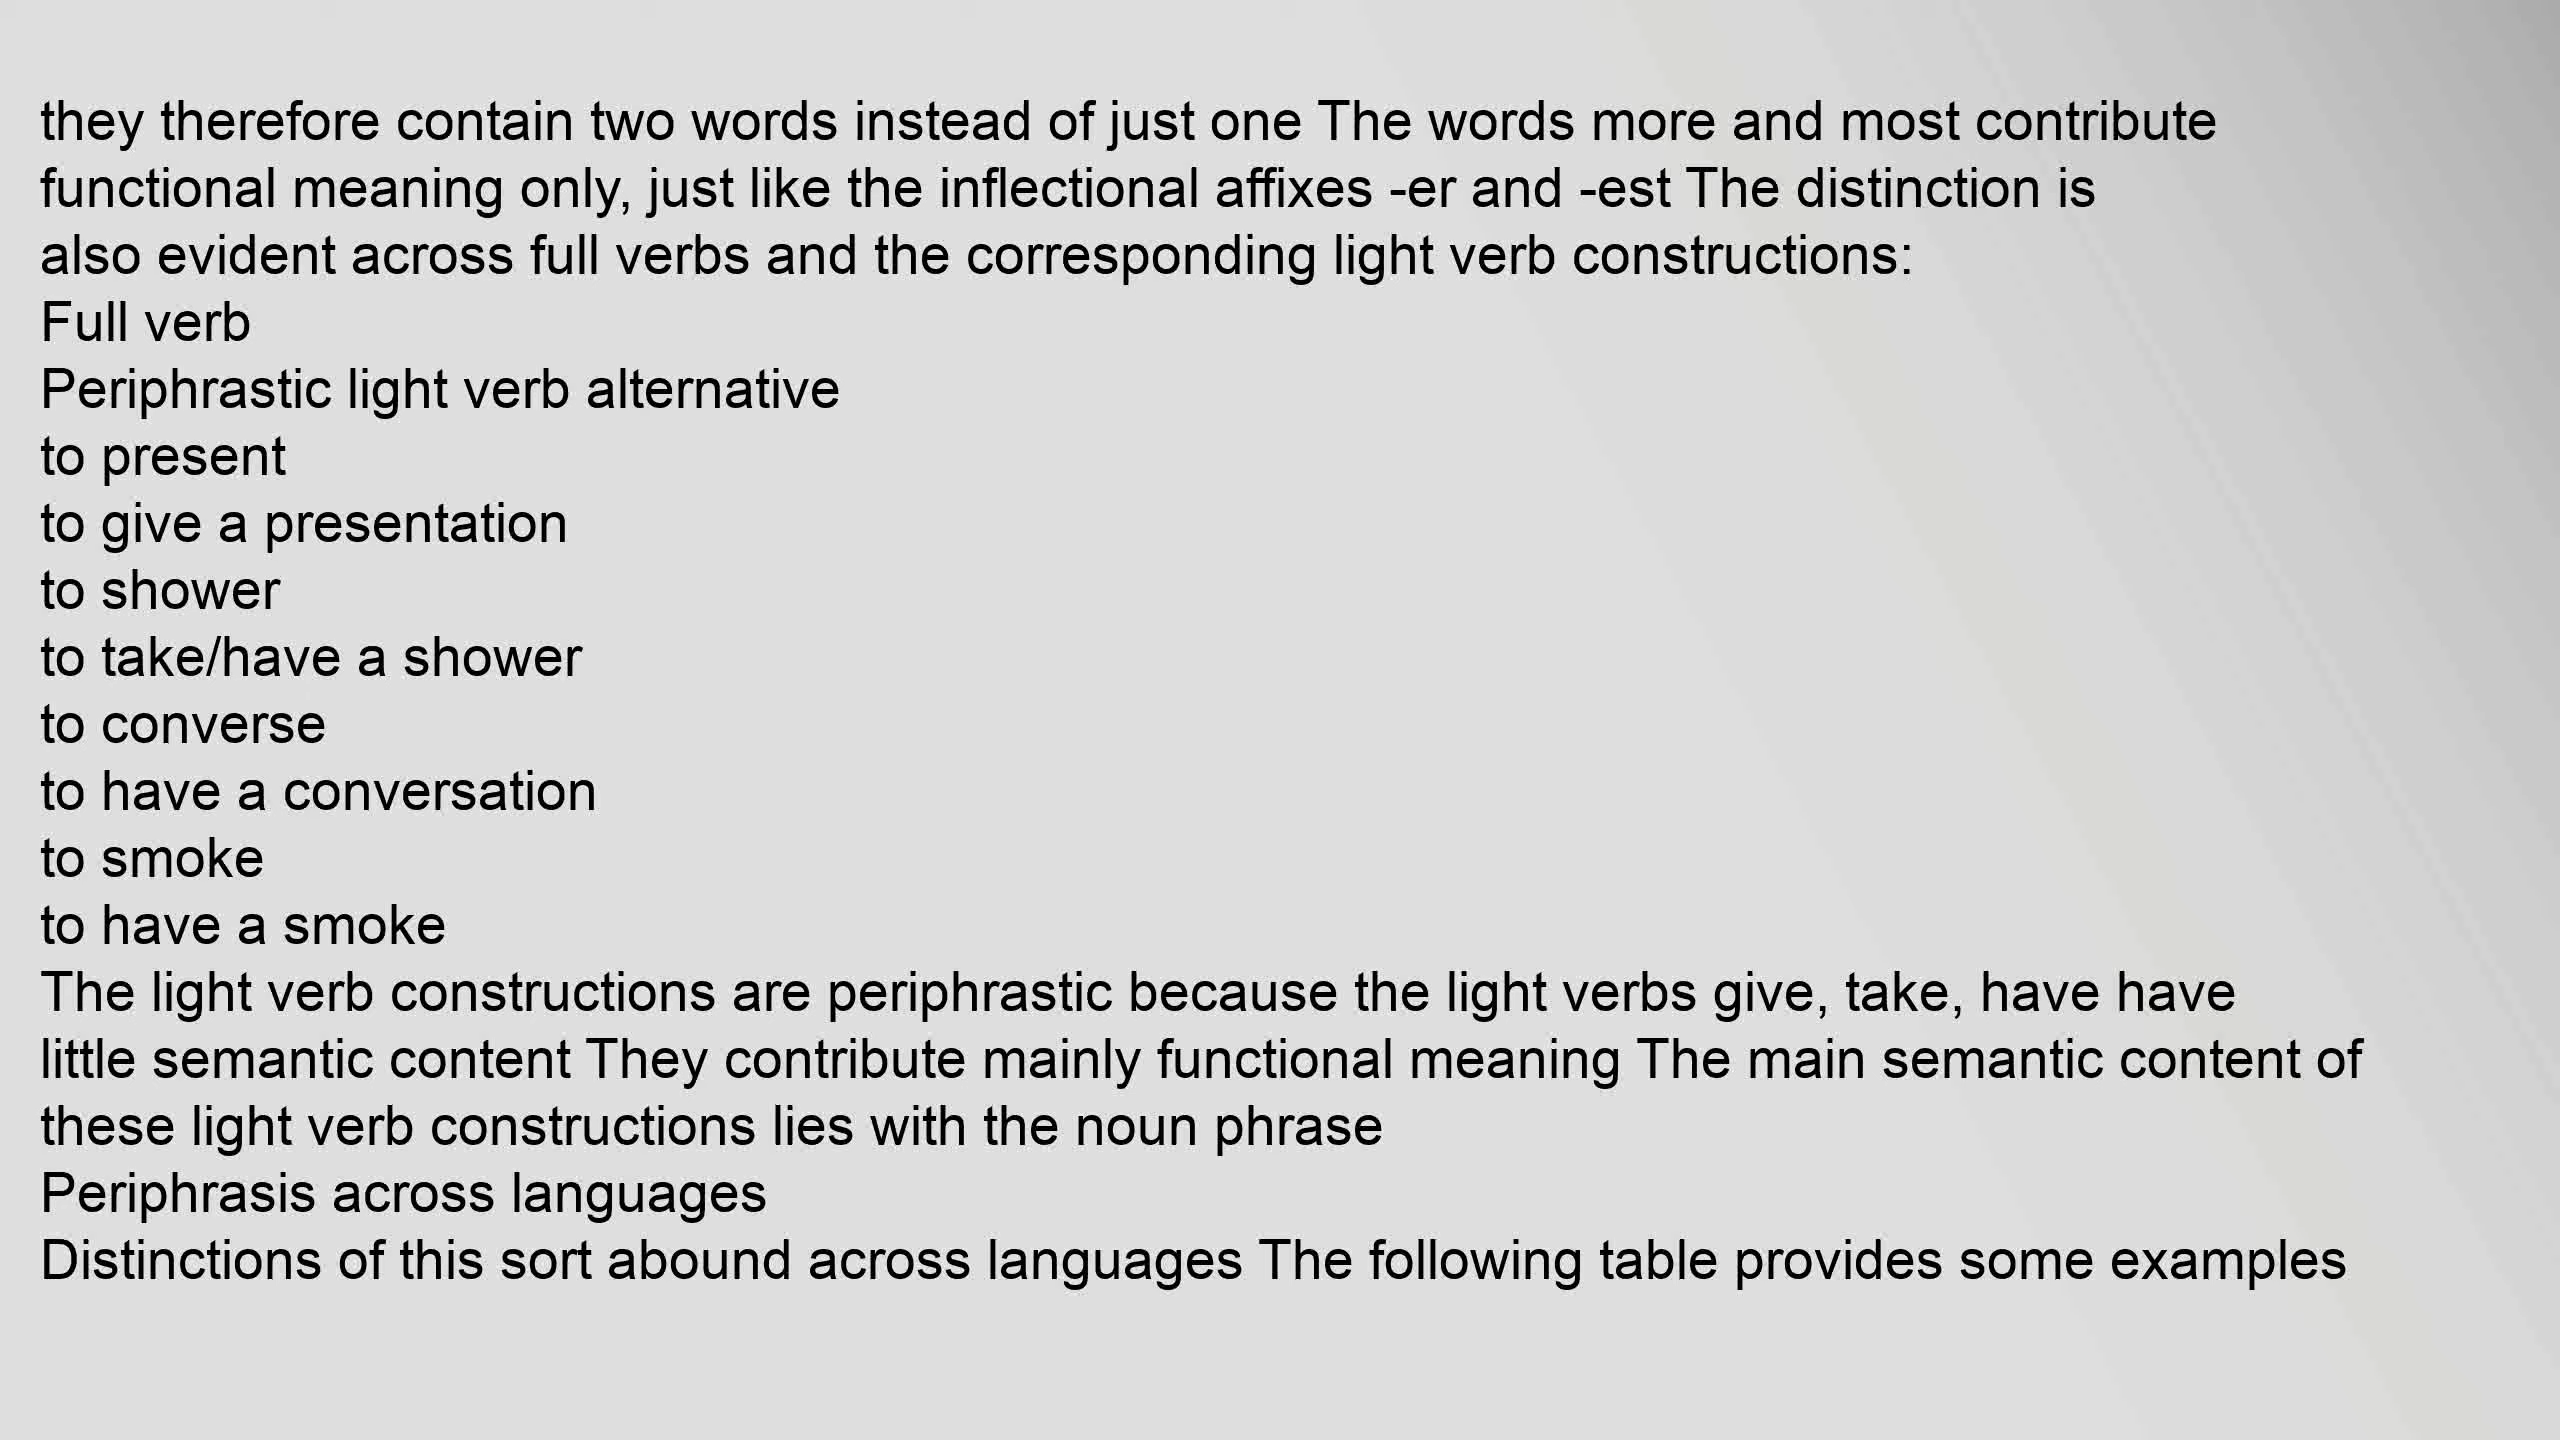 they therefore contain two words instead of just one The words more and most contribute
functional meaning only, just like the inflectional affixes -er and -est The distinction is
also evident across full verbs and the corresponding light verb constructions:
Full verb
Periphrastic light verb alternative
to present
to give a presentation
to shower
to take/have a shower
to converse
to have a conversation
to smoke
to have a smoke
The light verb constructions are periphrastic because the light verbs give, take, have have
little semantic content They contribute mainly functional meaning The main semantic content of
these light verb constructions lies with the noun phrase
Periphrasis across languages
Distinctions of this sort abound across languages The following table provides some examples